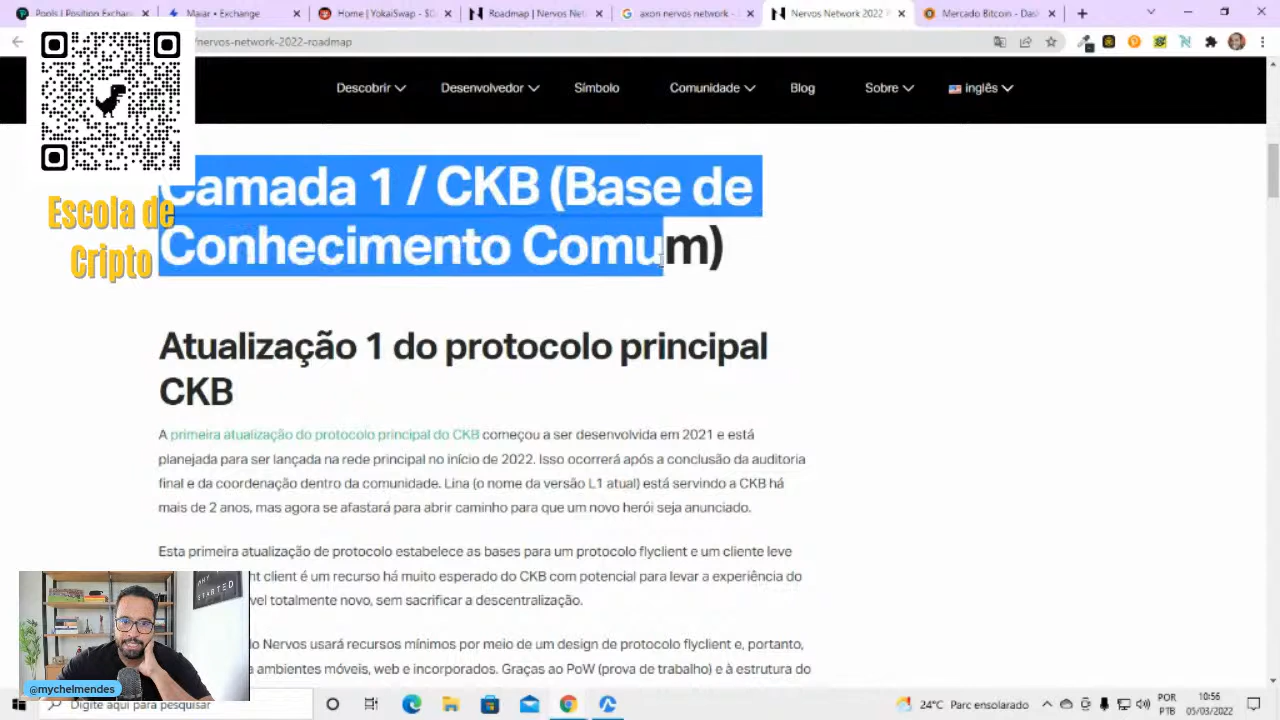 Pools | Position Ex
Maiar • Exchange
Home | YokaiSwap - $
Roadmap | Nervos Net
axon nervos network -
Nervos Network 2022 R
Mercado Bitcoin - Das
/nervos-network-2022-roadmap
Descobrir
Desenvolvedor
Símbolo
Comunidade
Blog
Sobre
inglês
Escola de
Cripto
Camada 1 / CKB (Base de
Conhecimento Comum)
Atualização 1 do protocolo principal
CKB
A primeira atualização do protocolo principal do CKB começou a ser desenvolvida em 2021 e está
planejada para ser lançada na rede principal no início de 2022. Isso ocorrerá após a conclusão da auditoria
final e da coordenação dentro da comunidade. Lina (o nome da versão L1 atual) está servindo a CKB há
mais de 2 anos, mas agora se afastará para abrir caminho para que um novo herói seja anunciado.
Esta primeira atualização de protocolo estabelece as bases para um protocolo flyclient e um cliente leve
nt client é um recurso há muito esperado do CKB com potencial para levar a experiência do
vel totalmente novo, sem sacrificar a descentralização.
do Nervos usará recursos mínimos por meio de um design de protocolo flyclient e, portanto,
a ambientes móveis, web e incorporados. Graças ao PoW (prova de trabalho) e à estrutura do
STARTED
@mychelmendes
Digite aqui para pesquisar
24°C Parc ensolarado
POR
PTB
10:56
05/03/2022